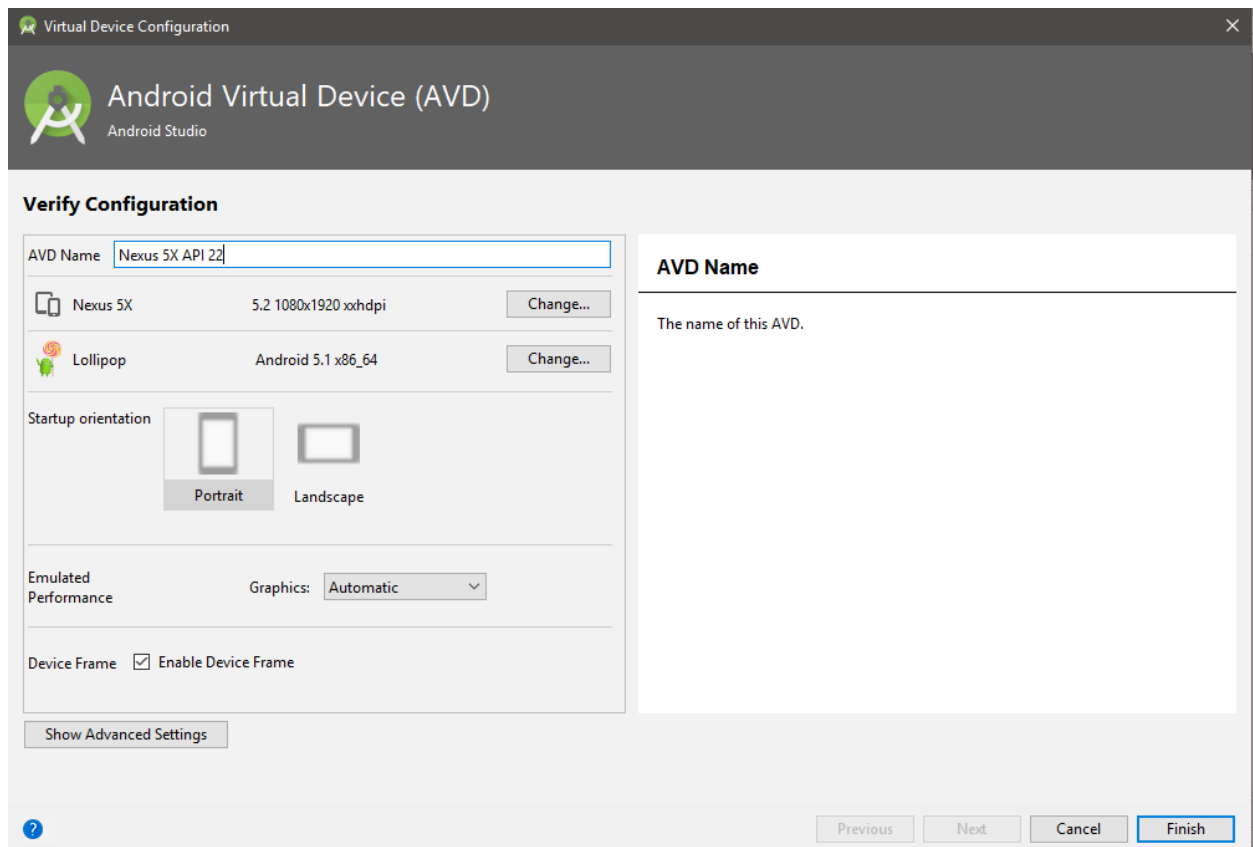 Virtual Device Configuration
Android Virtual Device (AVD)
Android Studio
Verify Configuration
AVD Name Nexus 5X API 22
Nexus 5X 5.2 1080x1920 xxhdpi Change...
Lollipop Android 5.1 x86_64 Change...
Startup orientation
Portrait Landscape
Emulated
Performance
Graphics: Automatic
Device Frame Enable Device Frame
Show Advanced Settings
AVD Name
The name of this AVD.
? Previous Next Cancel Finish